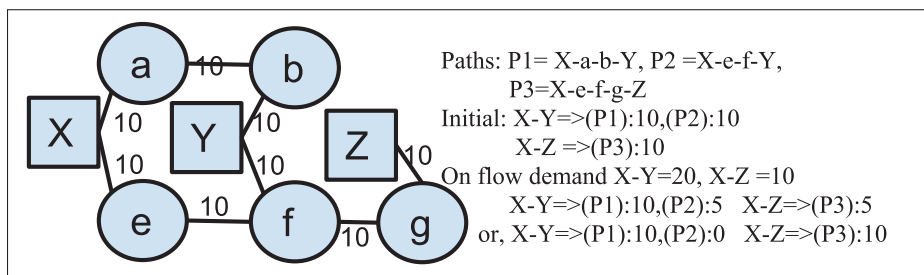 a
10
b
X
10
10
Y
10
10
Z
10
e
10
f
10
g
Paths: P1= X-a-b-Y, P2 =X-e-f-Y,
P3=X-e-f-g-Z
Initial: X-Y=>(P1):10,(P2):10
X-Z =>(P3):10
On flow demand X-Y=20, X-Z =10
X-Y=>(P1):10,(P2):5 X-Z=>(P3):5
or, X-Y=>(P1):10,(P2):0 X-Z=>(P3):10